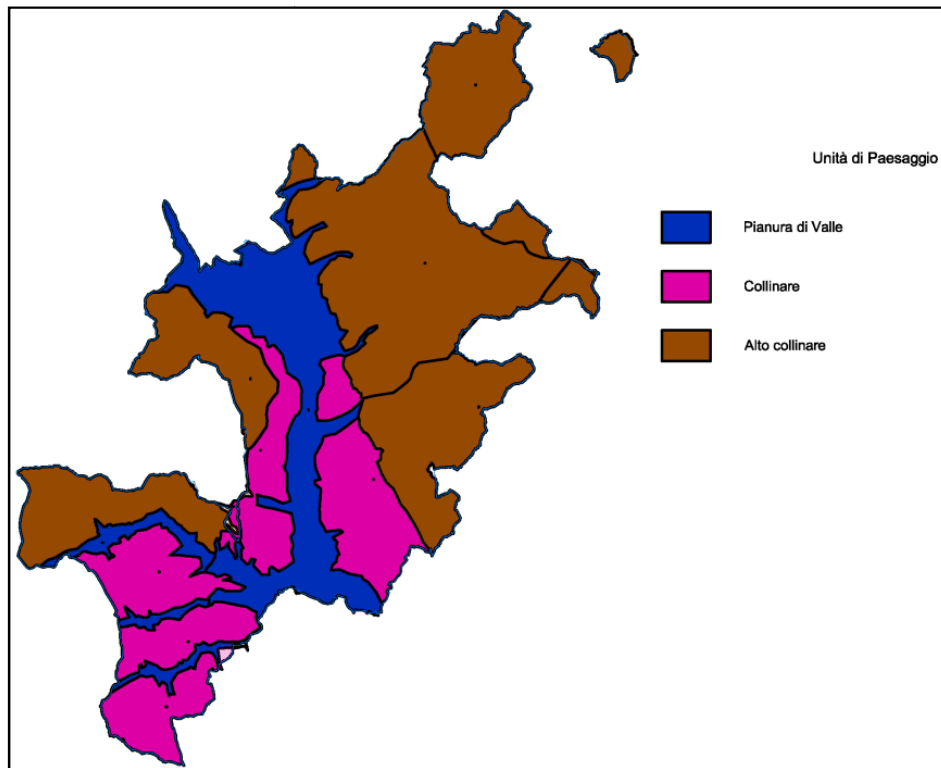 Unità di Paesaggio
Pianura di Valle
Collinare
Alto collinare